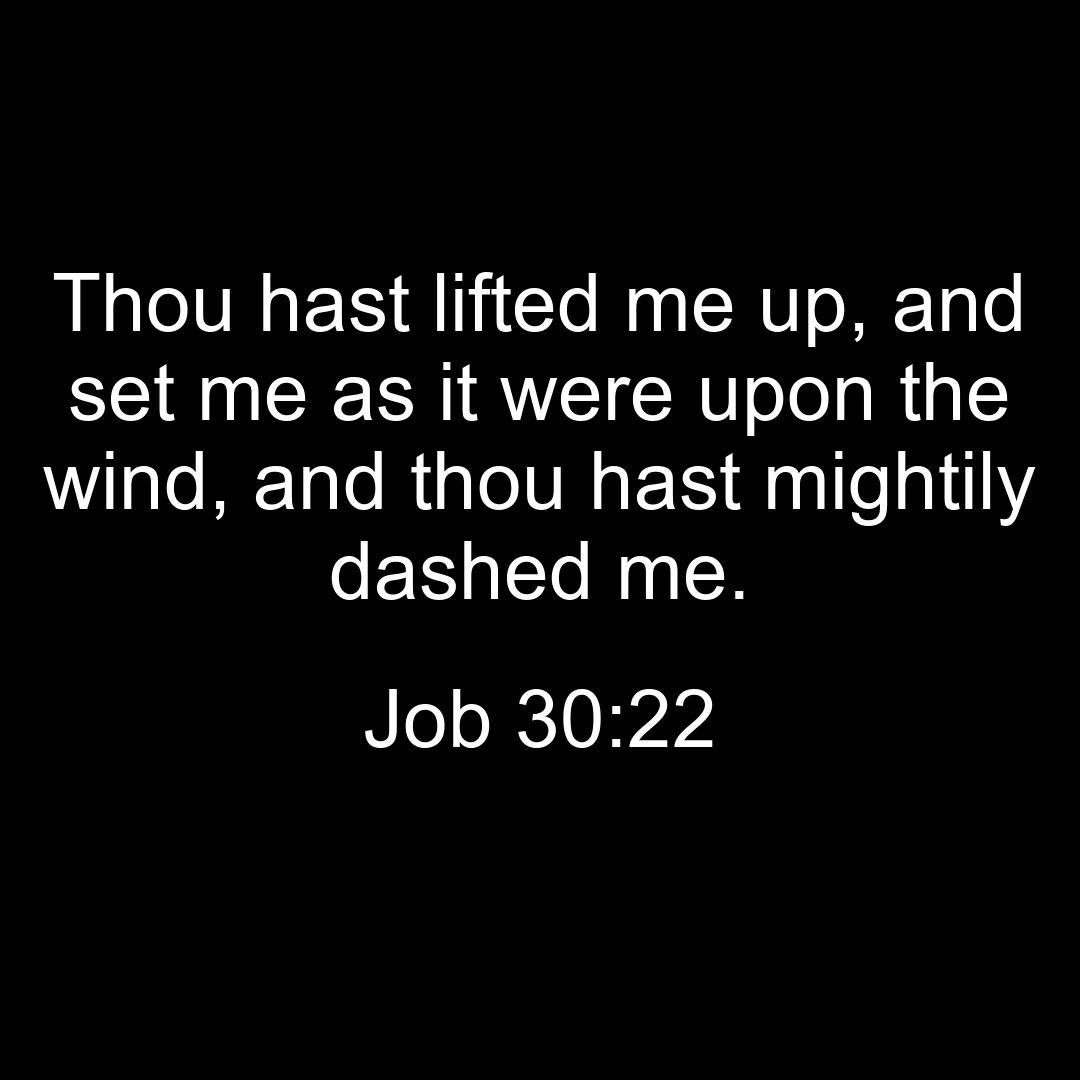 Thou hast lifted me up, and
set me as it were upon the
wind, and thou hast mightily
dashed me.
Job 30:22